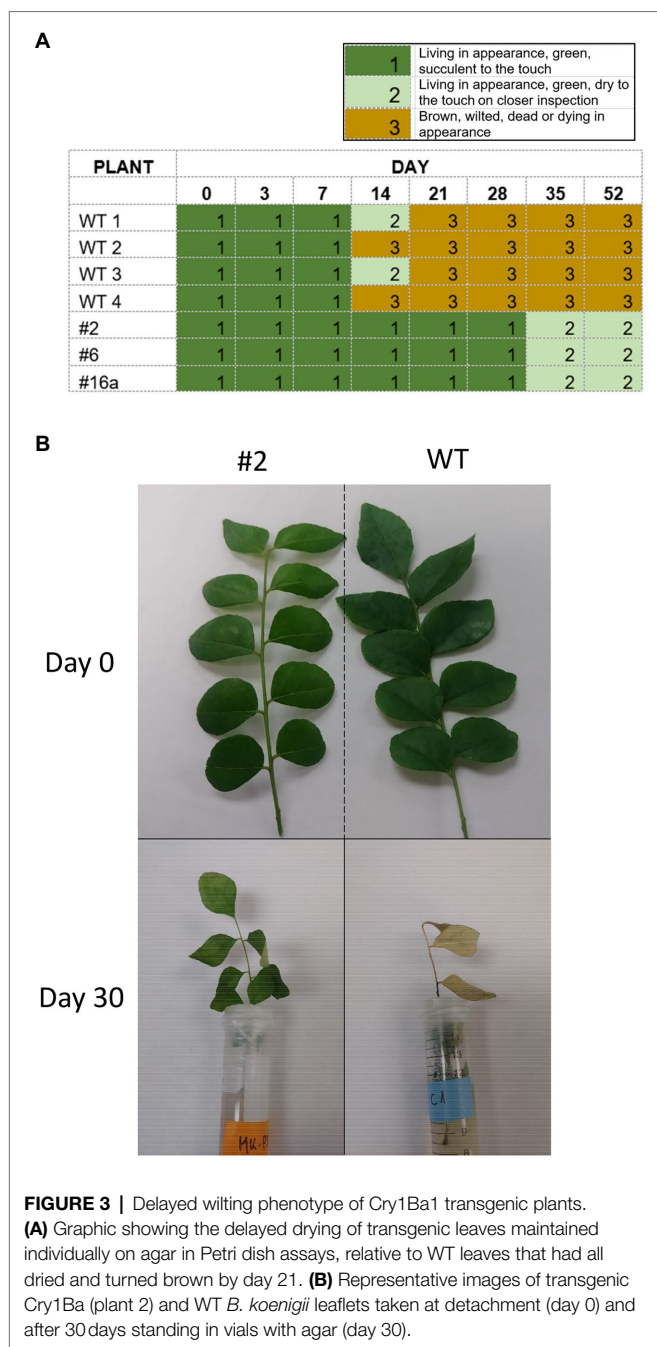 A
1 Living in appearance, green,
succulent to the touch
2 Living in appearance, green, dry to
the touch on closer inspection
3 Brown, wilted, dead or dying in
appearance
PLANT DAY
0 3 7 14 21 28 35 52
WT 1 1 1 1 2 3 3 3 3
WT 2 1 1 1 3 3 3 3 3
WT 3 1 1 1 2 3 3 3 3
WT 4 1 1 1 3 3 3 3 3
#2 1 1 1 1 1 1 2 2
#6 1 1 1 1 1 1 2 2
#16a 1 1 1 1 1 1 2 2
B
#2 WT
Day 0
Day 30
FIGURE 3 | Delayed wilting phenotype of Cry1Ba1 transgenic plants.
(A) Graphic showing the delayed drying of transgenic leaves maintained
individually on agar in Petri dish assays, relative to WT leaves that had all
dried and turned brown by day 21. (B) Representative images of transgenic
Cry1Ba (plant 2) and WT B. koenigii leaflets taken at detachment (day 0) and
after 30 days standing in vials with agar (day 30).